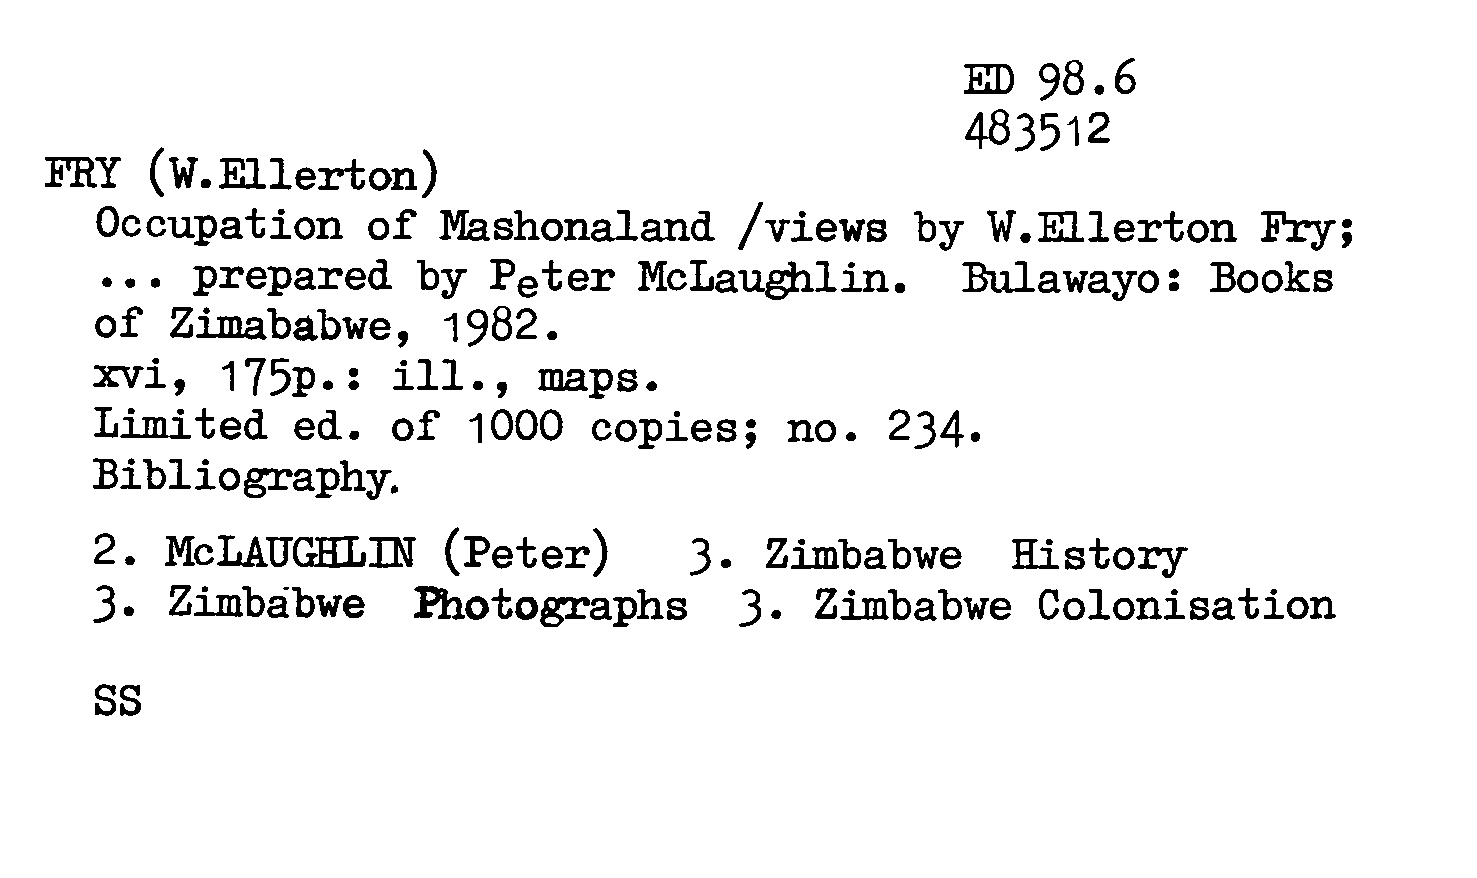 ED 98.6
483512
FRY (W.Ellerton)
Occupation of Mashonaland /views by W.Ellerton Fry;
... prepared by Peter McLaughlin. Bulawayo: Books
of Zimababwe, 1982.
xvi, 175p.: ill., maps.
Limited ed. of 1000 copies; no. 234.
Bibliography.
2. McLAUGHLIN (Peter) 3. Zimbabwe History
3. Zimbabwe Photographs 3. Zimbabwe Colonisation
SS